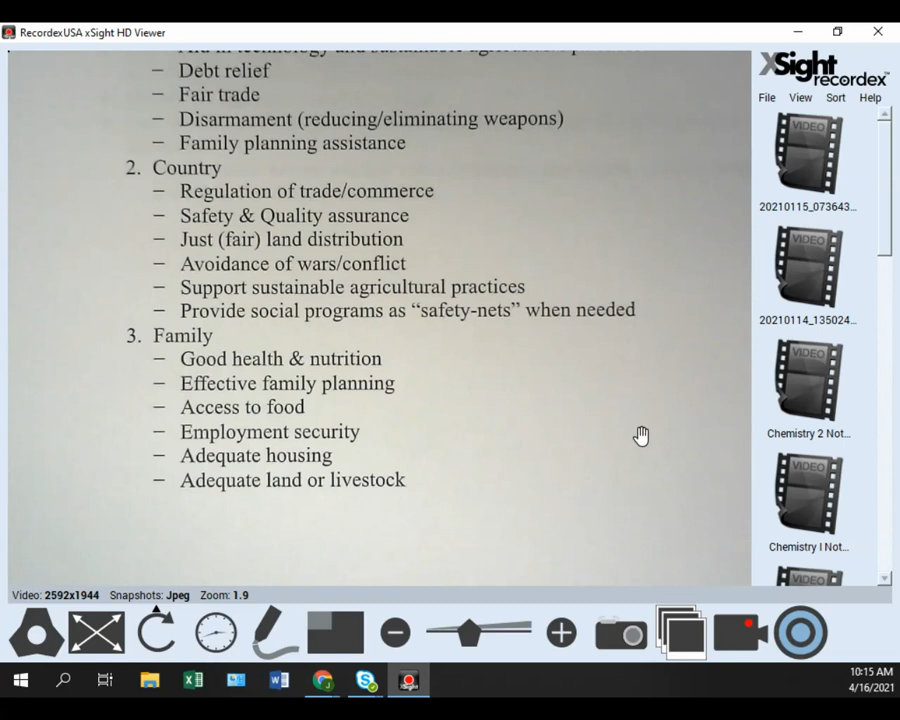 RecordexUSA xSight HD Viewer
– Debt relief
– Fair trade
– Disarmament (reducing/eliminating weapons)
– Family planning assistance
2. Country
– Regulation of trade/commerce
– Safety & Quality assurance
– Just (fair) land distribution
– Avoidance of wars/conflict
– Support sustainable agricultural practices
– Provide social programs as “safety-nets” when needed
3. Family
– Good health & nutrition
– Effective family planning
– Access to food
– Employment security
– Adequate housing
– Adequate land or livestock
XSight
recordex
File View Sort Help
VIDEO
20210115_073643...
VIDEO
20210114_135024...
VIDEO
Chemistry 2 Not...
VIDEO
Chemistry I Not...
VIDEO
Video: 2592x1944 Snapshots: Jpeg Zoom: 1.9
10:15 AM
4/16/2021